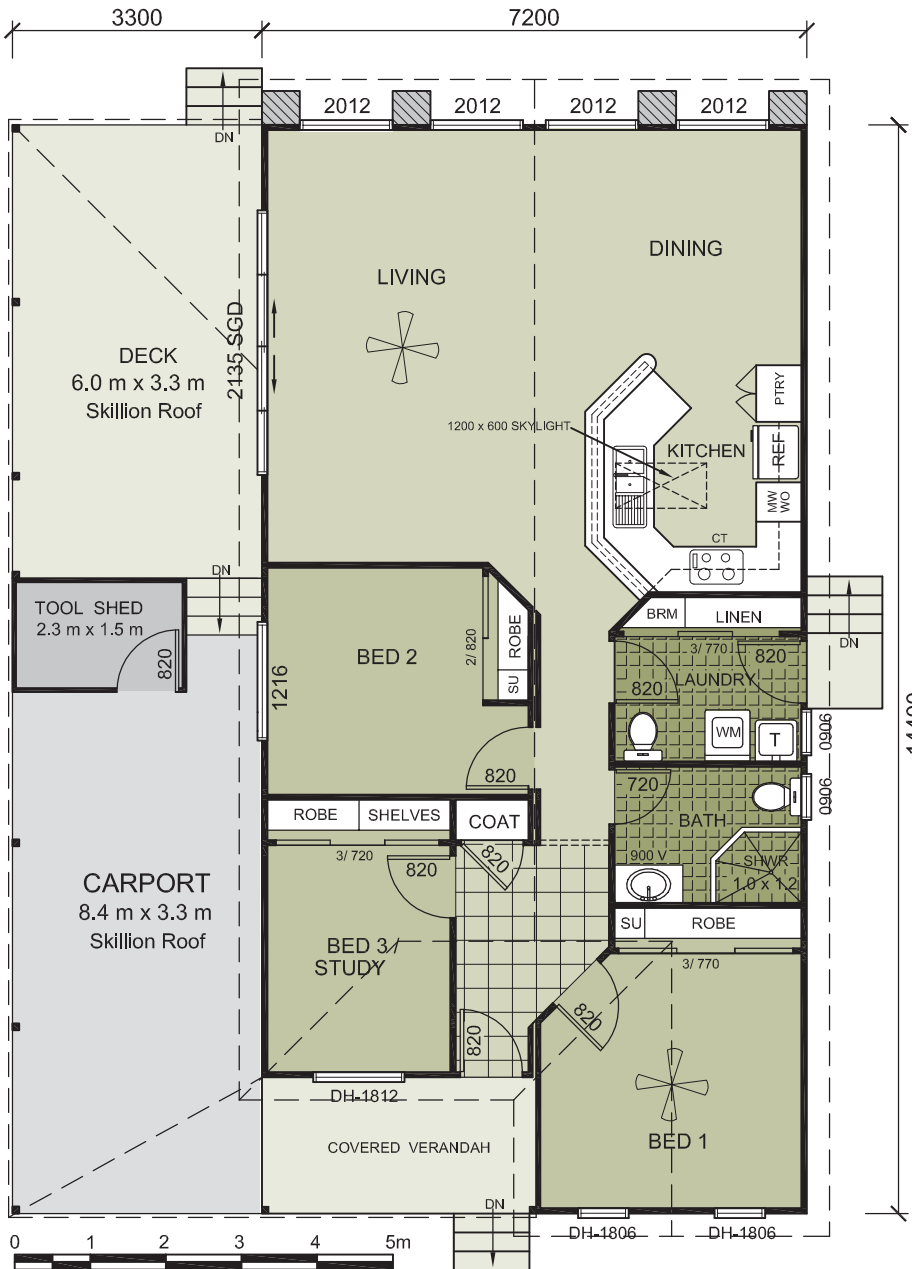 3300
7200
2012
2012
2012
2012
DN
DINING
LIVING
2135 SGD
DECK
6.0 m x 3.3 m
Skillion Roof
PTRY
1200 x 600 SKYLIGHT
KITCHEN
REF
MW
WO
CT
DN
TOOL SHED
2.3 m x 1.5 m
820
BRM
LINEN
DN
3/ 770
820
BED 2
2/ 820
ROBE
SU
1216
LAUNDRY
820
WM
T
0906
14400
820
720
0906
BATH
ROBE
SHELVES
COAT
3/ 720
820
820
900 V
SHWR
1.0 x 1.2
CARPORT
8.4 m x 3.3 m
Skillion Roof
SU
ROBE
BED 3 /
STUDY
3/ 770
820
820
DH-1812
COVERED VERANDAH
BED 1
DN
DH-1806
DH-1806
0
1
2
3
4
5m